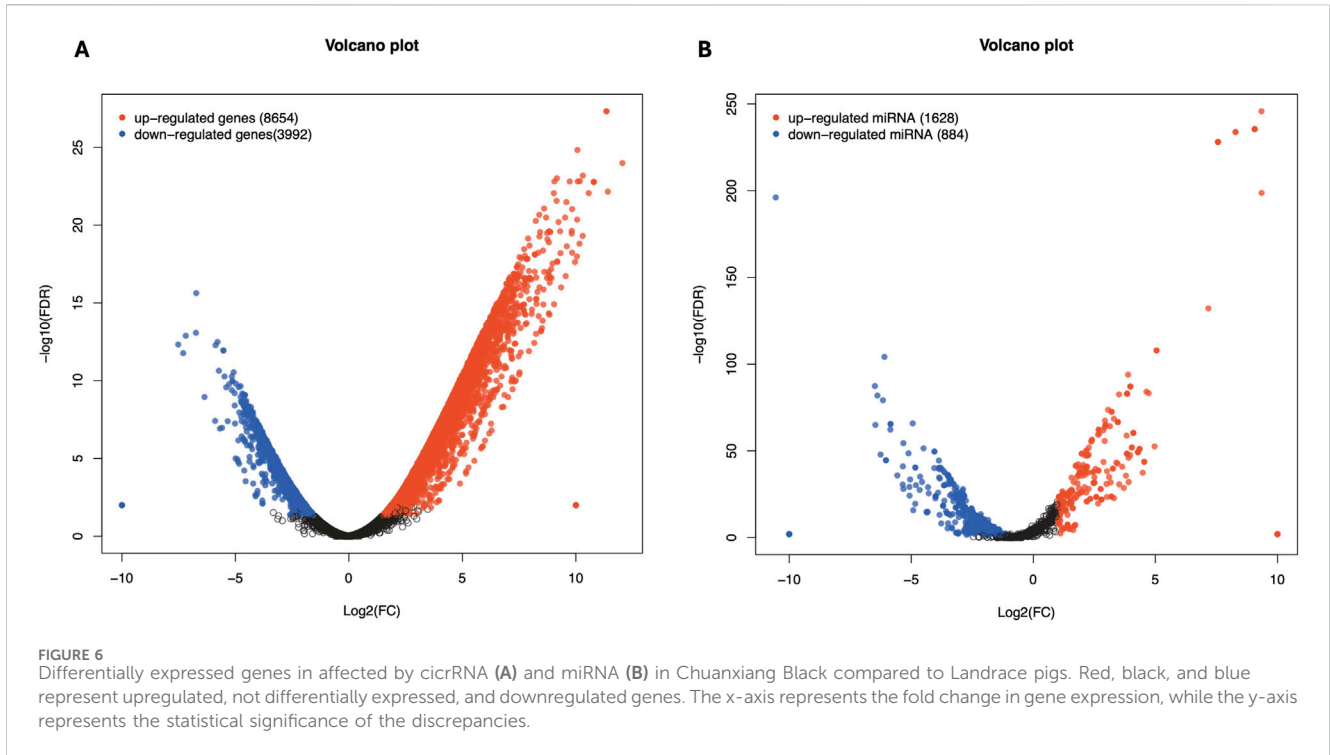 A
Volcano plot
up-regulated genes (8654)
down-regulated genes(3992)
25
20
15
10
5
0
-log10(FDR)
-10
-5
0
5
10
Log2(FC)
B
Volcano plot
up-regulated miRNA (1628)
down-regulated miRNA (884)
250
200
150
100
50
0
-log10(FDR)
-10
-5
0
5
10
Log2(FC)
FIGURE 6
Differentially expressed genes in affected by cicrRNA (A) and miRNA (B) in Chuanxiang Black compared to Landrace pigs. Red, black, and blue
represent upregulated, not differentially expressed, and downregulated genes. The x-axis represents the fold change in gene expression, while the y-axis
represents the statistical significance of the discrepancies.